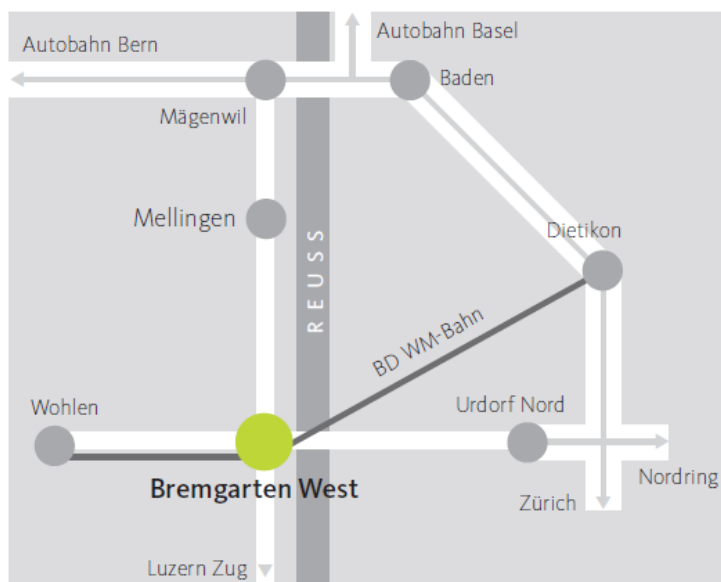 Autobahn Bern
Autobahn Basel
Baden
Mägenwil
Mellingen
Dietikon
REUSS
BD WM-Bahn
Wohlen
Urdorf Nord
Nordring
Bremgarten West
Zürich
Luzern Zug